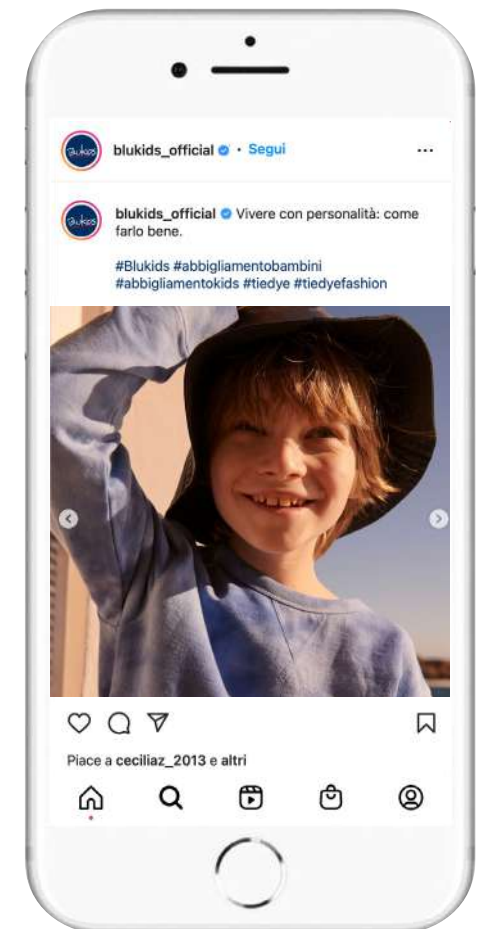 blukids_official • Segui
blukids_official Vivere con personalità: come
farlo bene.
#Blukids #abbigliamentobambini
#abbigliamentokids #tiedye #tiedyefashion
Piace a ceciliaz_2013 e altri